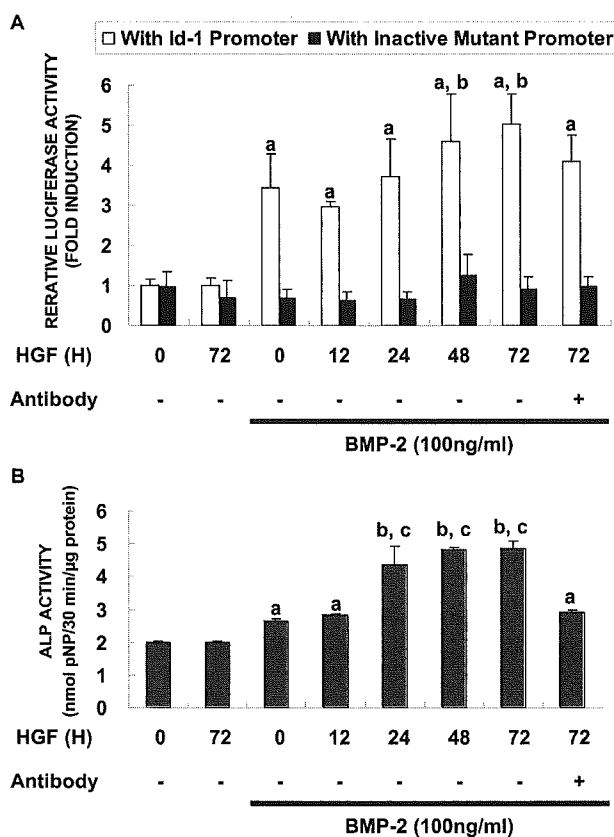 A
With Id-1 Promoter With Inactive Mutant Promoter
RERATIVE LUCIFERASE ACTIVITY
(FOLD INDUCTION)
6
5
4
3
2
1
0
a a a a, b a, b a
HGF (H) 0 72 0 12 24 48 72 72
Antibody - - - - - - - +
BMP-2 (100ng/ml)
B
ALP ACTIVITY
(nmol pNP/30 min/µg protein)
6
5
4
3
2
1
0
a a b, c b, c b, c a
HGF (H) 0 72 0 12 24 48 72 72
Antibody - - - - - - - +
BMP-2 (100ng/ml)